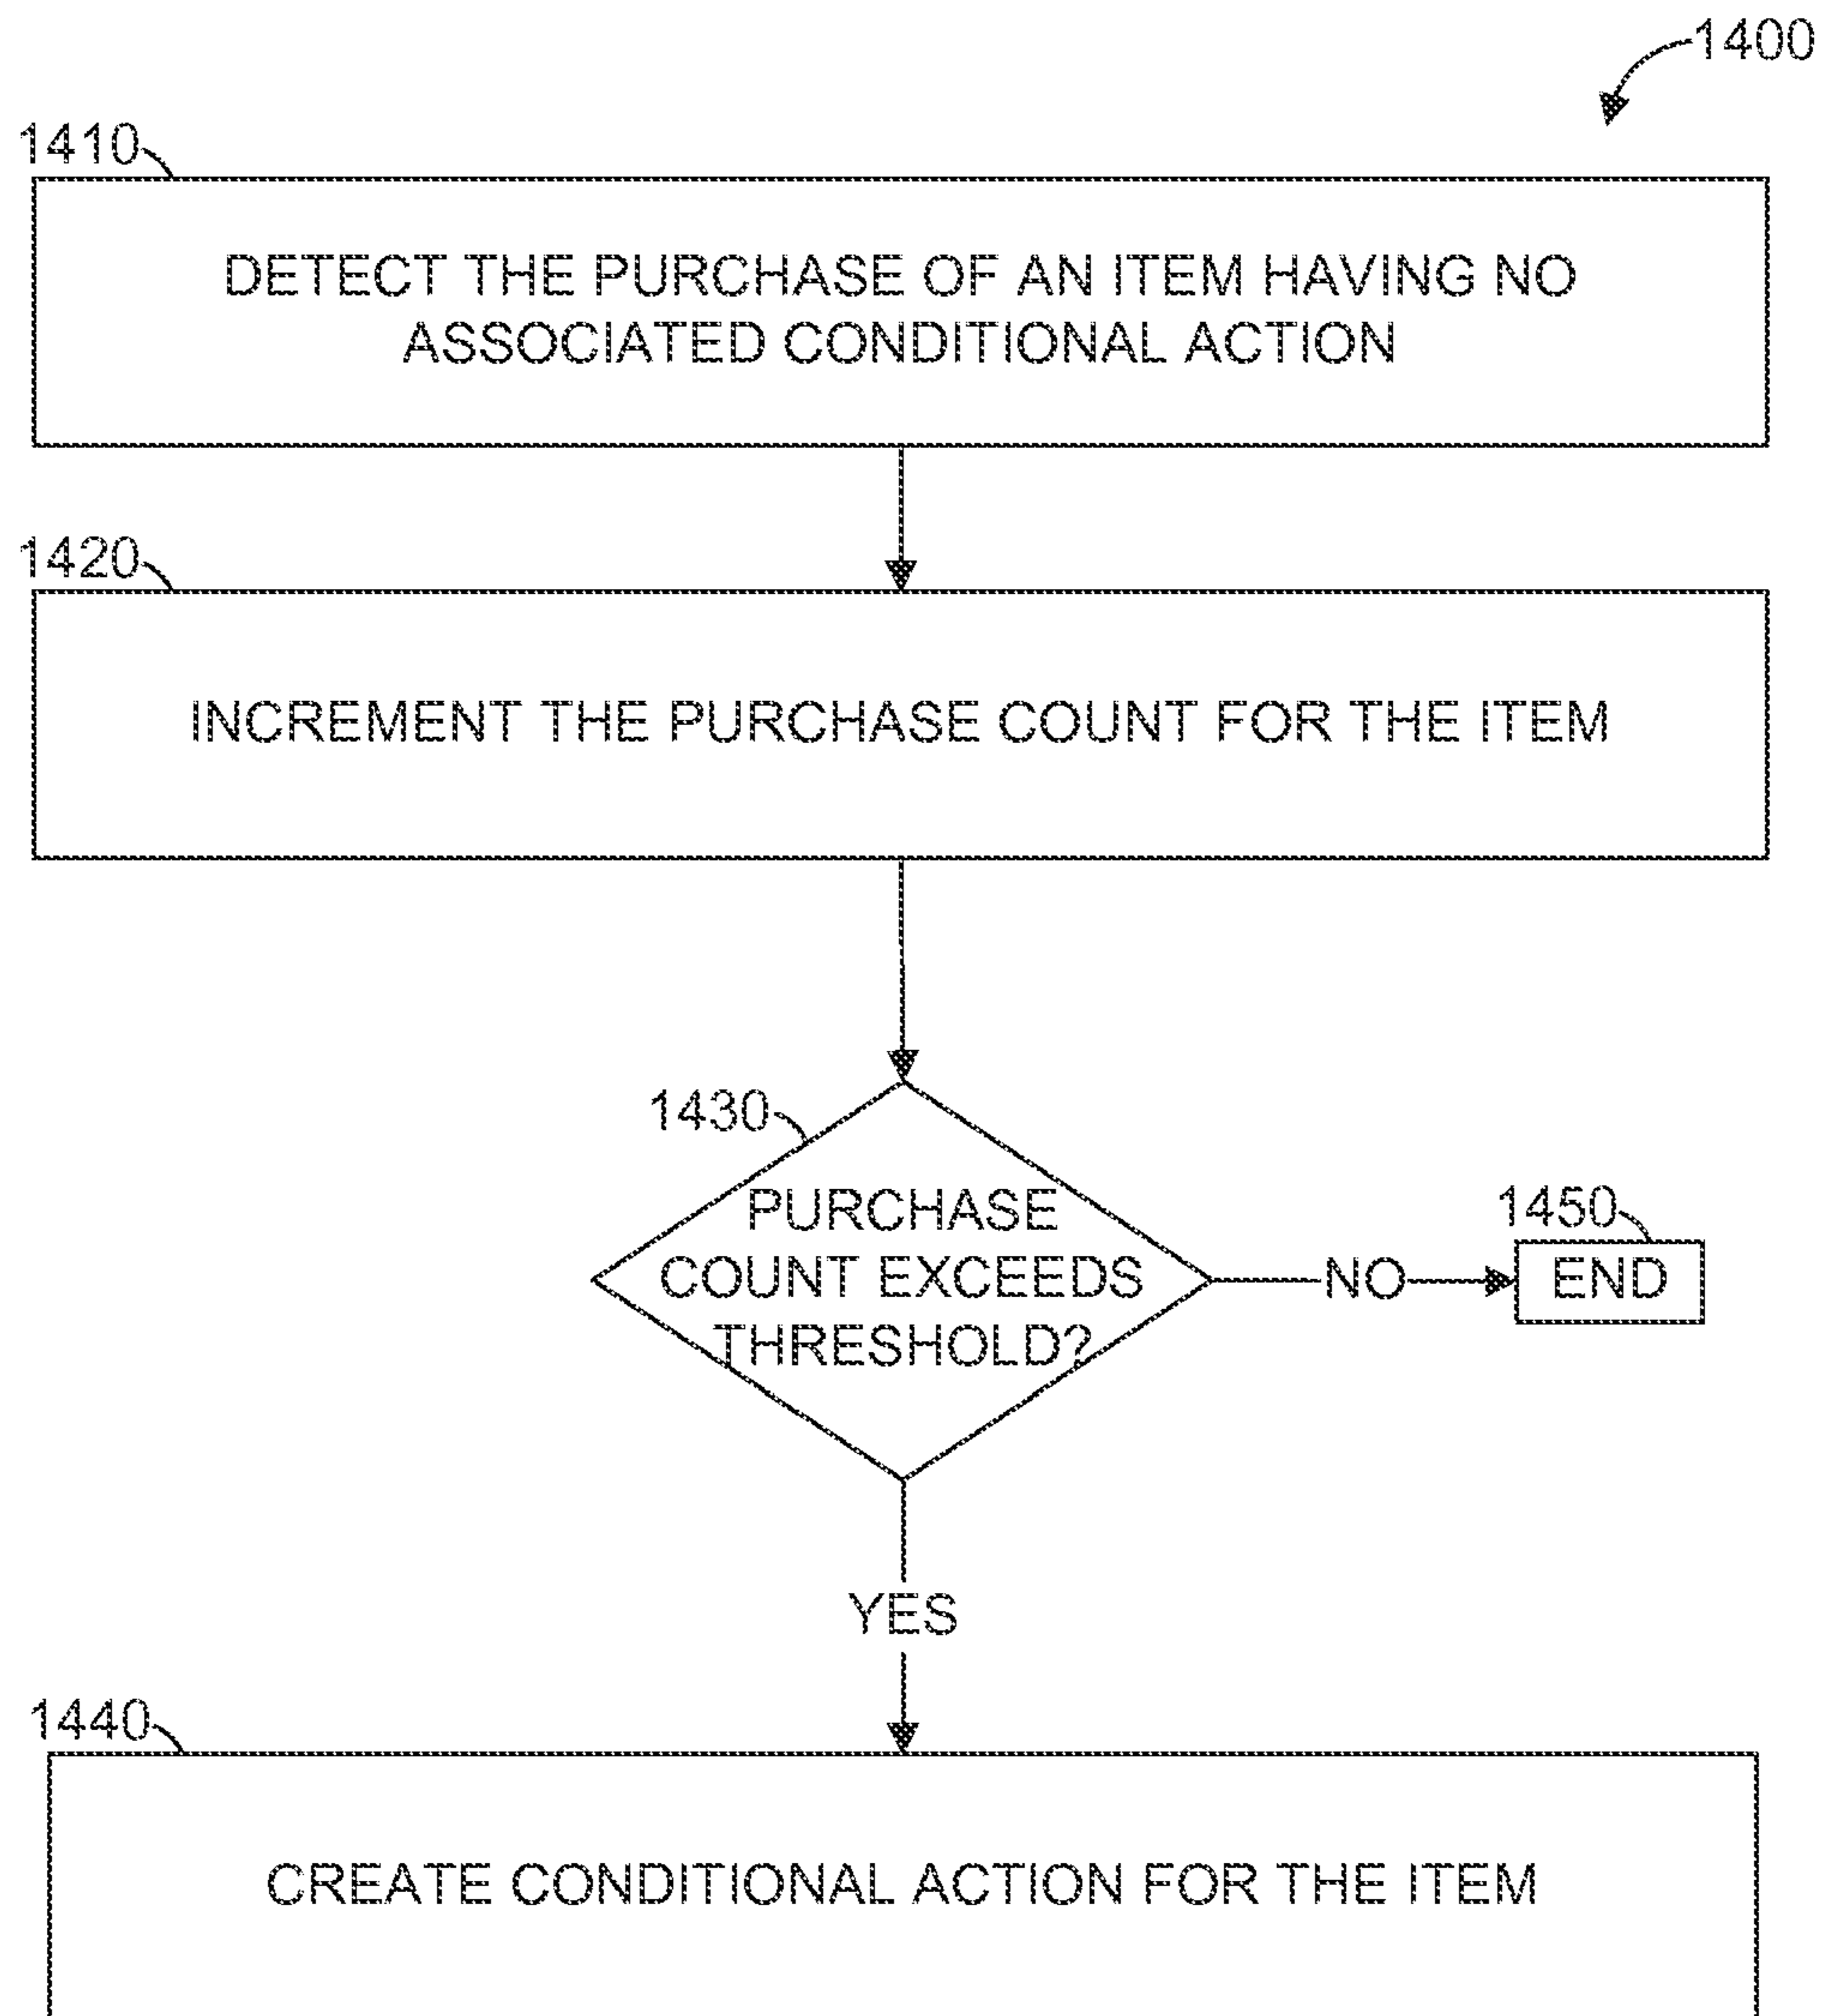 1400
1410
DETECT THE PURCHASE OF AN ITEM HAVING NO
ASSOCIATED CONDITIONAL ACTION
1420
INCREMENT THE PURCHASE COUNT FOR THE ITEM
1430
PURCHASE
COUNT EXCEEDS
THRESHOLD?
NO
1450
END
YES
1440
CREATE CONDITIONAL ACTION FOR THE ITEM